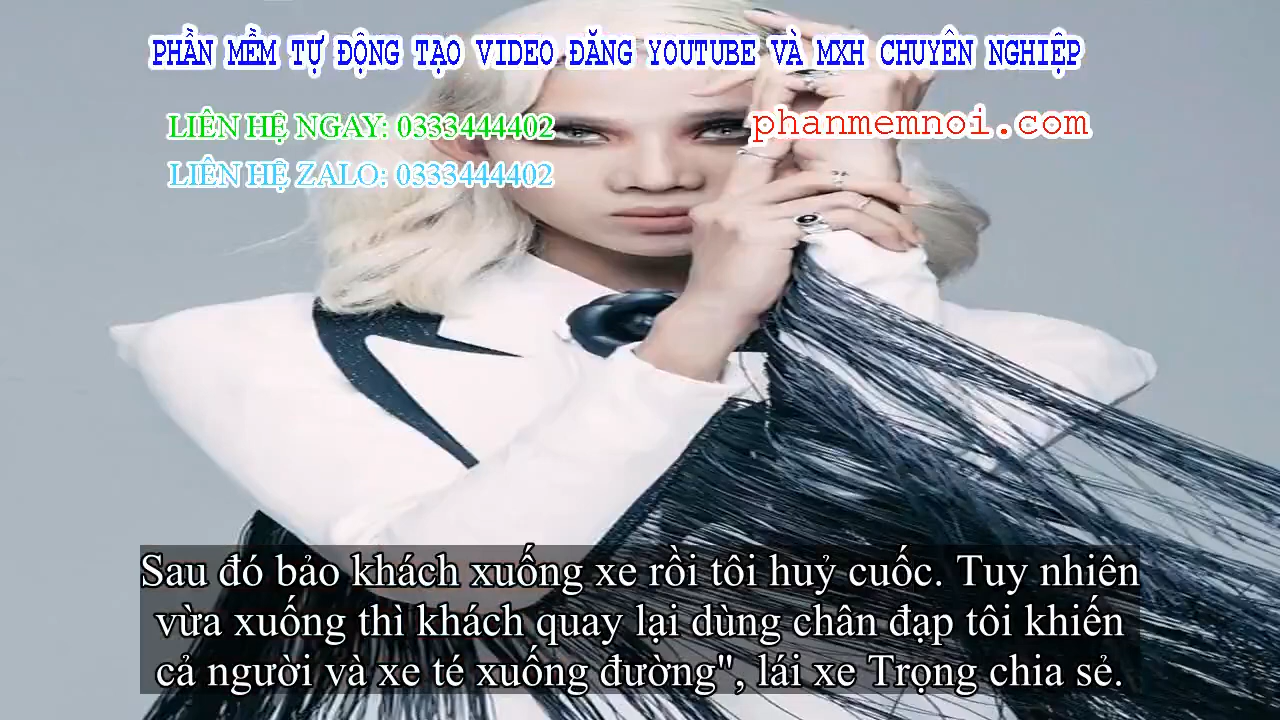 PHẦN MỀM TỰ ĐỘNG TẠO VIDEO ĐĂNG YOUTUBE VÀ MXH CHUYÊN NGHIỆP
LIÊN HỆ NGAY: 0333444402
phanmemnoi.com
LIÊN HỆ ZALO: 0333444402
Sau đó bảo khách xuống xe rồi tôi huỷ cuốc. Tuy nhiên
vừa xuống thì khách quay lại dùng chân đạp tôi khiến
cả người và xe té xuống đường", lái xe Trọng chia sẻ.